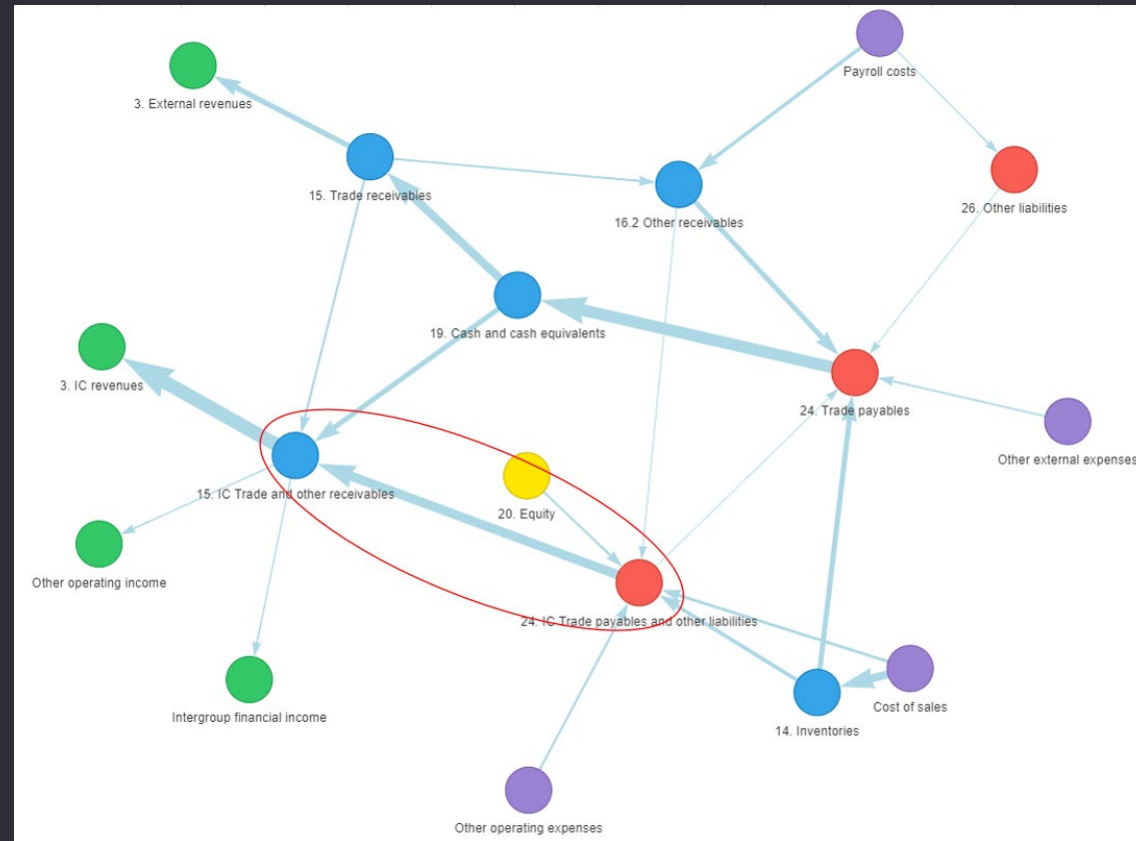 Payroll costs
3. External revenues
15. Trade receivables
26. Other liabilities
16.2 Other receivables
19. Cash and cash equivalents
3. IC revenues
24. Trade payables
Other external expenses
15. IC Trade and other receivables
20. Equity
Other operating income
24. IC Trade payables and other liabilities
Cost of sales
Intergroup financial income
14. Inventories
Other operating expenses